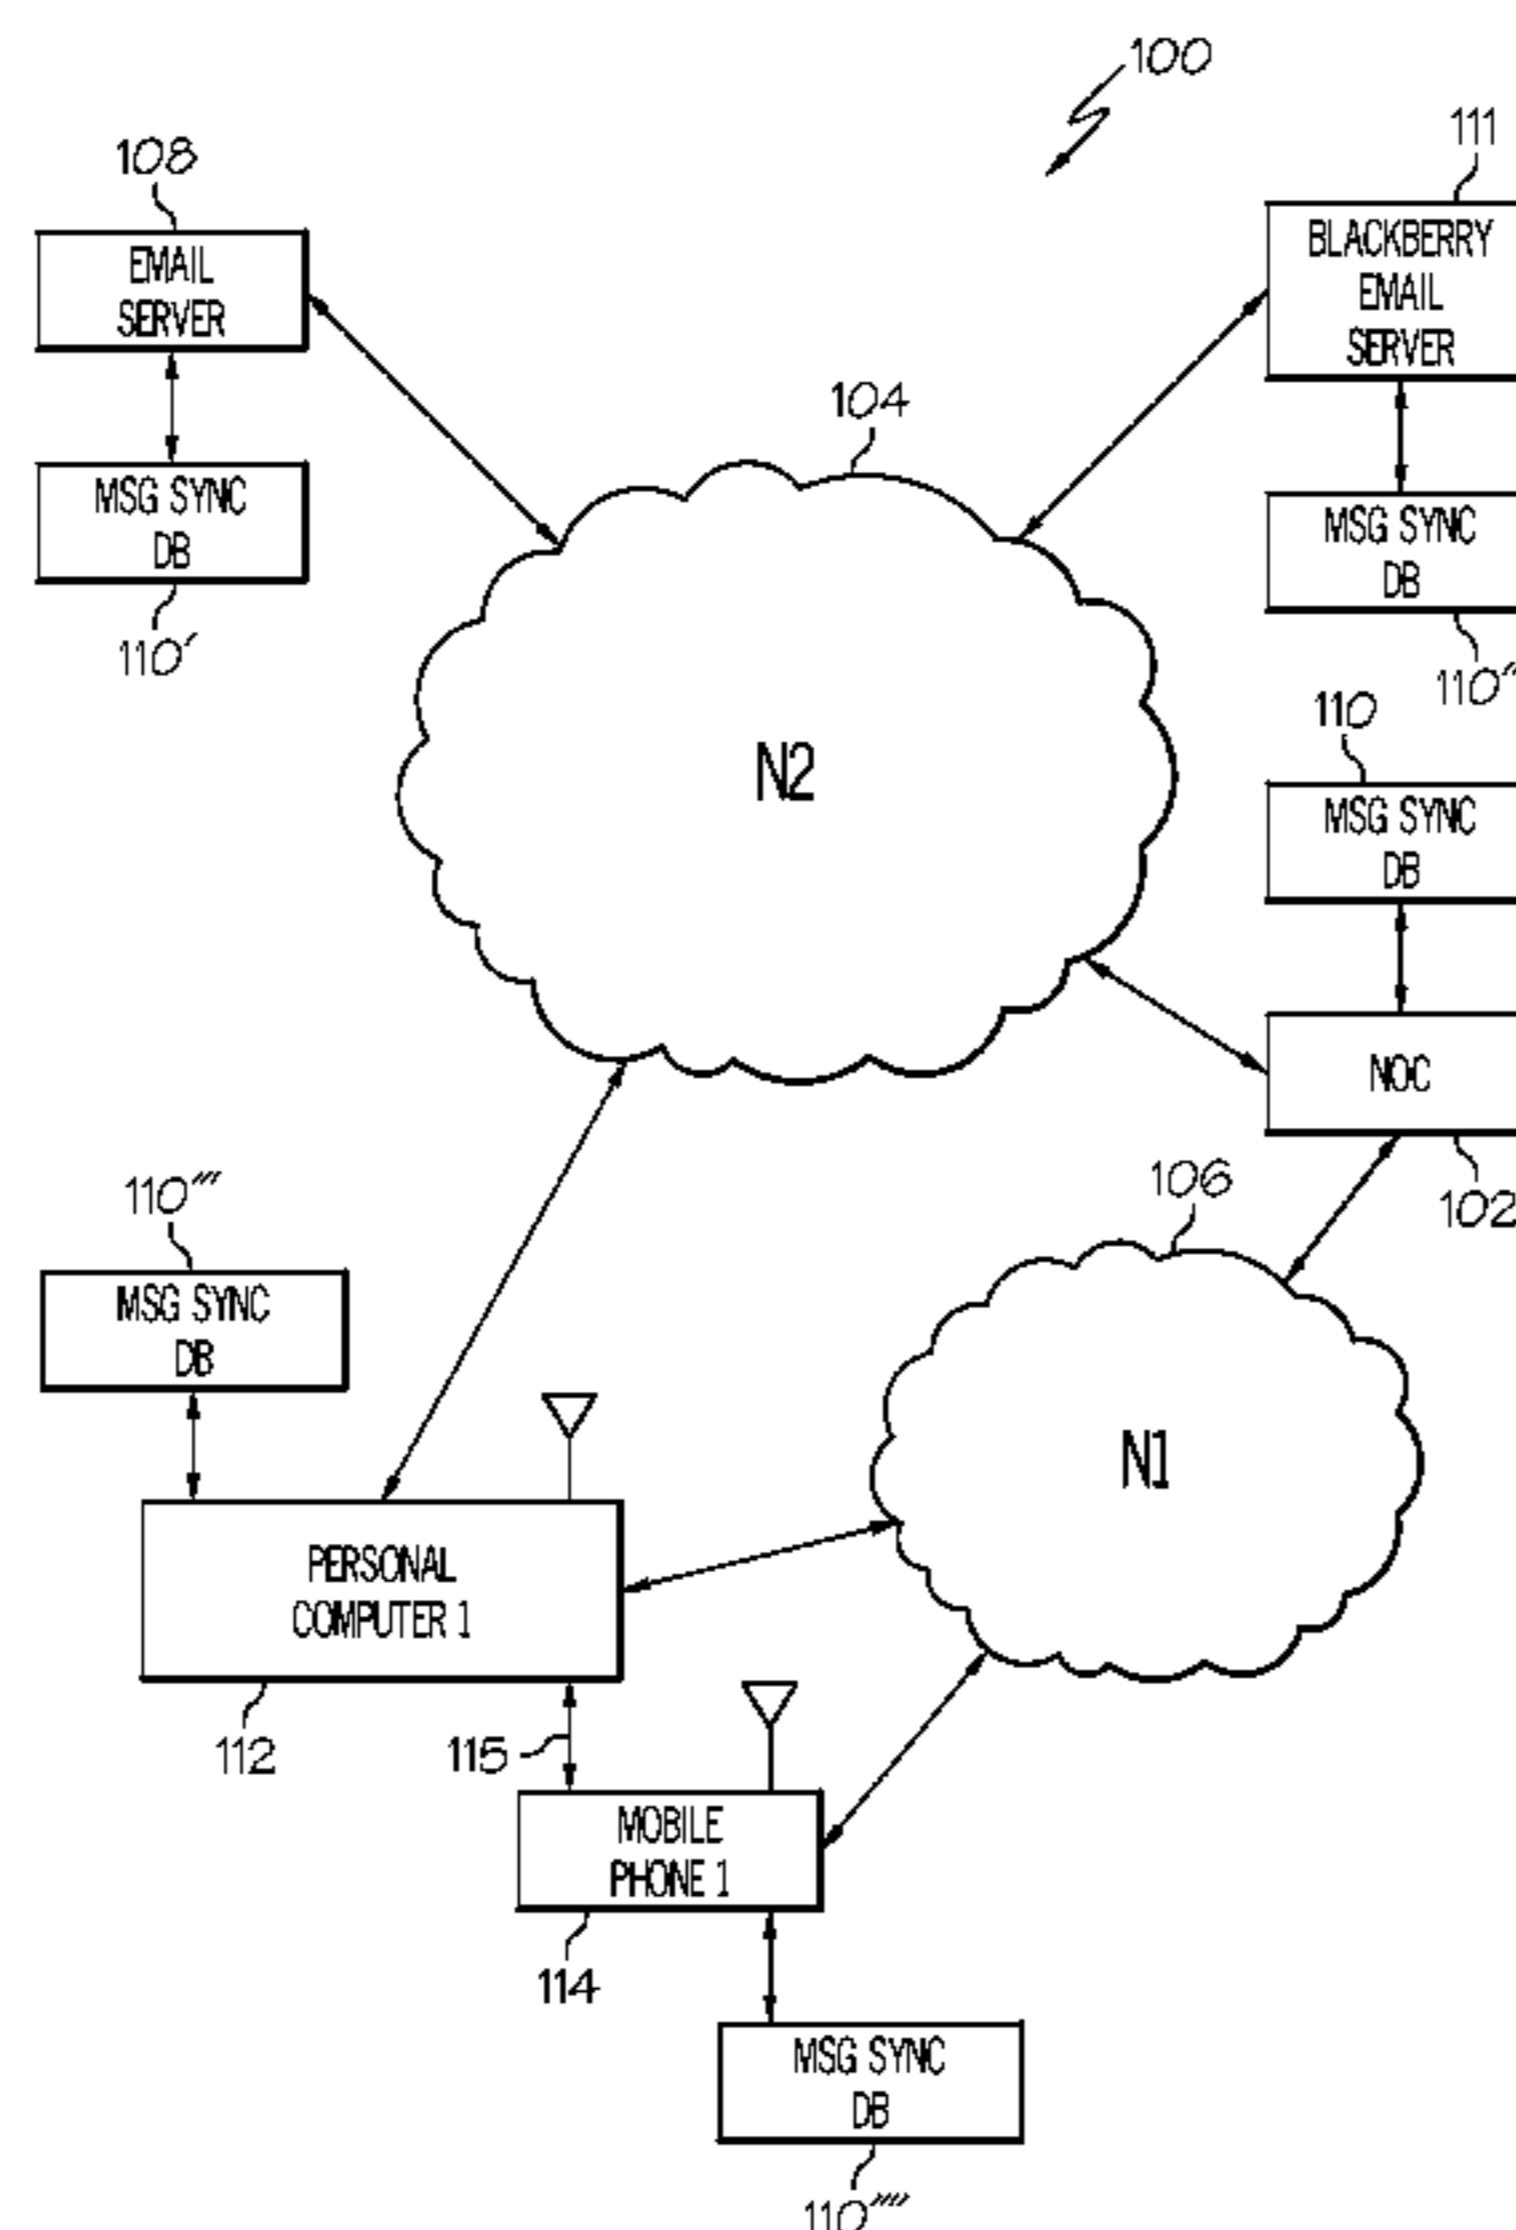 100
108
EMAIL
SERVER
MSG SYNC
DB
110′
111
BLACKBERRY
EMAIL
SERVER
MSG SYNC
DB
110″
104
N2
110
MSG SYNC
DB
NOC
102
106
N1
110‴
MSG SYNC
DB
PERSONAL
COMPUTER 1
112
115
MOBILE
PHONE 1
114
MSG SYNC
DB
110⁗